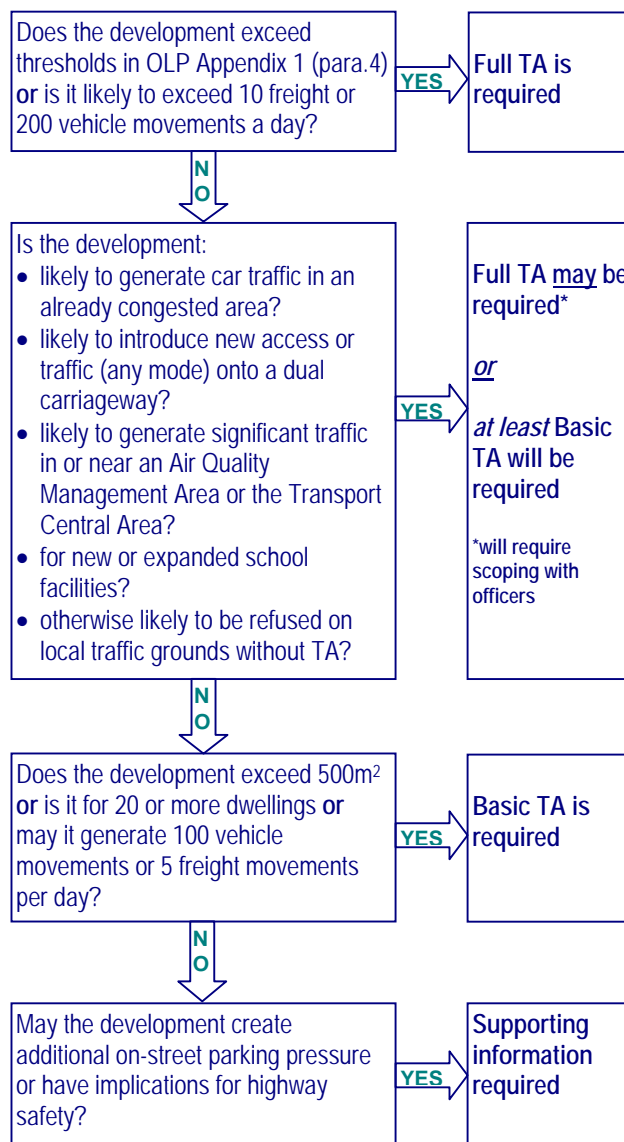 Does the development exceed
thresholds in OLP Appendix 1 (para.4)
or is it likely to exceed 10 freight or
200 vehicle movements a day?
YES
Full TA is
required
N
O
Is the development:
• likely to generate car traffic in an
already congested area?
• likely to introduce new access or
traffic (any mode) onto a dual
carriageway?
• likely to generate significant traffic
in or near an Air Quality
Management Area or the Transport
Central Area?
• for new or expanded school
facilities?
• otherwise likely to be refused on
local traffic grounds without TA?
YES
Full TA may be
required*
or
at least Basic
TA will be
required
*will require
scoping with
officers
N
O
Does the development exceed 500m²
or is it for 20 or more dwellings or
may it generate 100 vehicle
movements or 5 freight movements
per day?
YES
Basic TA is
required
N
O
May the development create
additional on-street parking pressure
or have implications for highway
safety?
YES
Supporting
information
required